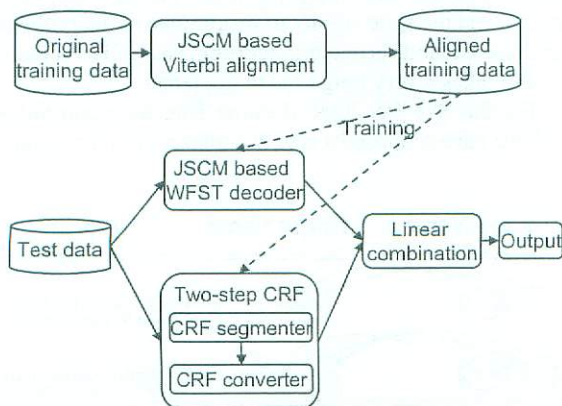 Original
training data
JSCM based
Viterbi alignment
Aligned
training data
Training
JSCM based
WFST decoder
Test data
Linear
combination
Output
Two-step CRF
CRF segmenter
CRF converter